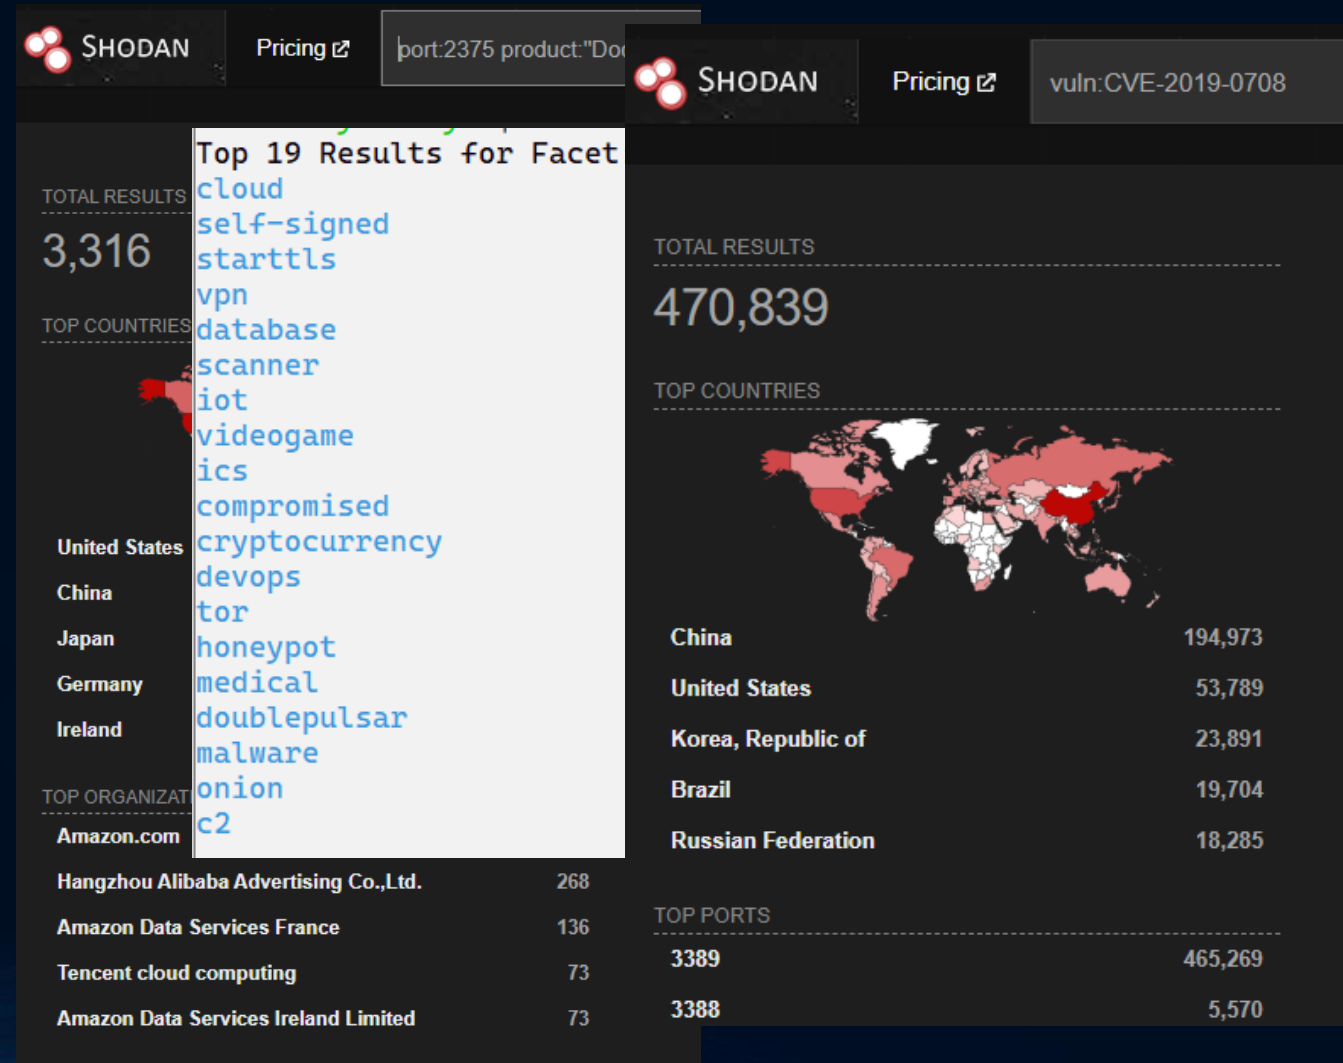 SHODAN
Pricing
port:2375 product:"Doc
TOTAL RESULTS
3,316
TOP COUNTRIES
United States
China
Japan
Germany
Ireland
TOP ORGANIZATI
Amazon.com
Hangzhou Alibaba Advertising Co.,Ltd. 268
Amazon Data Services France 136
Tencent cloud computing 73
Amazon Data Services Ireland Limited 73
Top 19 Results for Facet
cloud
self-signed
starttls
vpn
database
scanner
iot
videogame
ics
compromised
cryptocurrency
devops
tor
honeypot
medical
doublepulsar
malware
onion
c2
SHODAN
Pricing
vuln:CVE-2019-0708
TOTAL RESULTS
470,839
TOP COUNTRIES
China 194,973
United States 53,789
Korea, Republic of 23,891
Brazil 19,704
Russian Federation 18,285
TOP PORTS
3389 465,269
3388 5,570